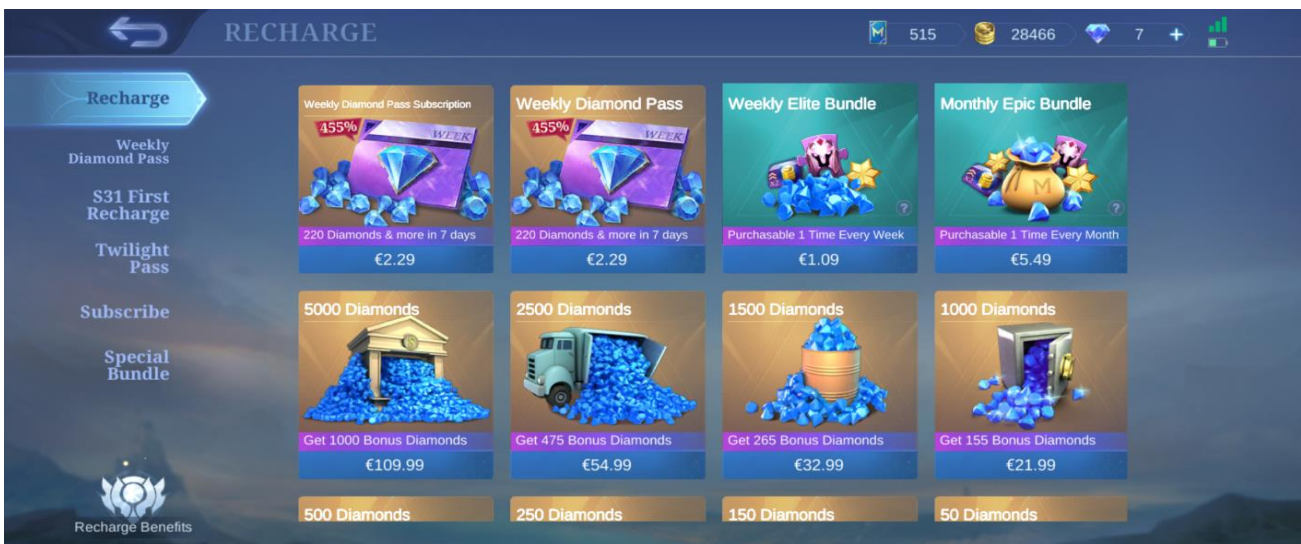 RECHARGE
515
28466
7
Recharge
Weekly
Diamond Pass
S31 First
Recharge
Twilight
Pass
Subscribe
Special
Bundle
Recharge Benefits
Weekly Diamond Pass Subscription
455%
WEEK
220 Diamonds & more in 7 days
€2.29
Weekly Diamond Pass
455%
WEEK
220 Diamonds & more in 7 days
€2.29
Weekly Elite Bundle
?
Purchasable 1 Time Every Week
€1.09
Monthly Epic Bundle
M
?
Purchasable 1 Time Every Month
€5.49
5000 Diamonds
Get 1000 Bonus Diamonds
€109.99
2500 Diamonds
Get 475 Bonus Diamonds
€54.99
1500 Diamonds
Get 265 Bonus Diamonds
€32.99
1000 Diamonds
Get 155 Bonus Diamonds
€21.99
500 Diamonds
250 Diamonds
150 Diamonds
50 Diamonds